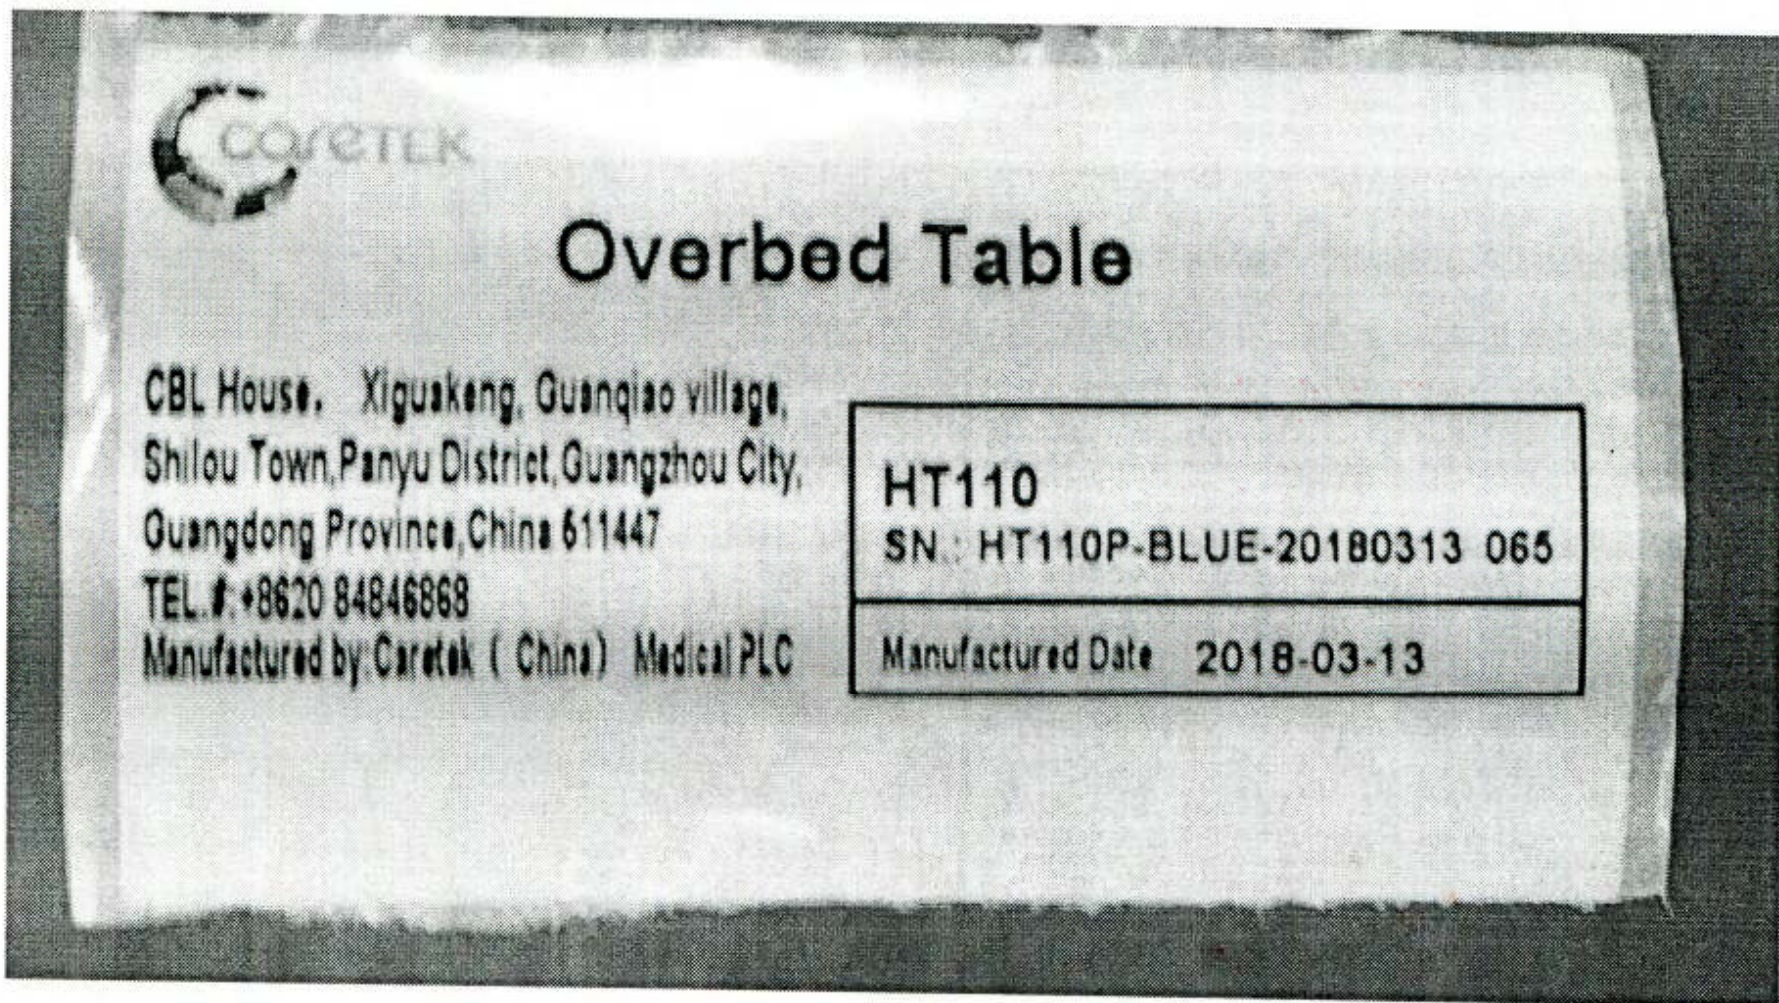 careTEK
Overbed Table
CBL House.   Xiguakeng, Guanqiao village,
Shilou Town,Panyu District,Guangzhou City,
Guangdong Province,China 611447
TEL.#:+8620 84846868
Manufactured by:Caretek ( China)  Medical PLC
HT110
SN.: HT110P-BLUE-20180313 065
Manufactured Date   2018-03-13